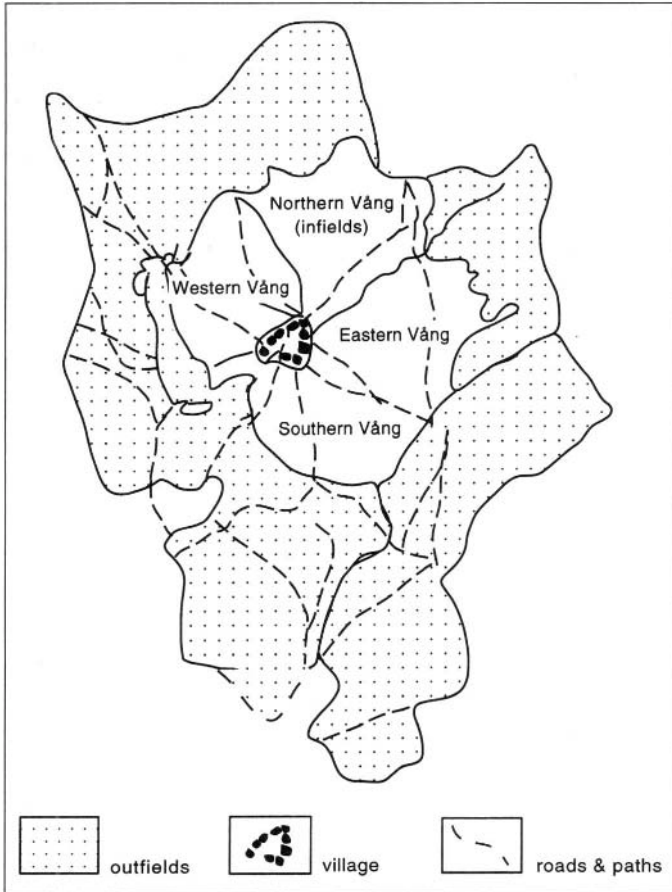 Northern Vång
(infields)
Western Vång
Eastern Vång
Southern Vång
outfields
village
roads & paths